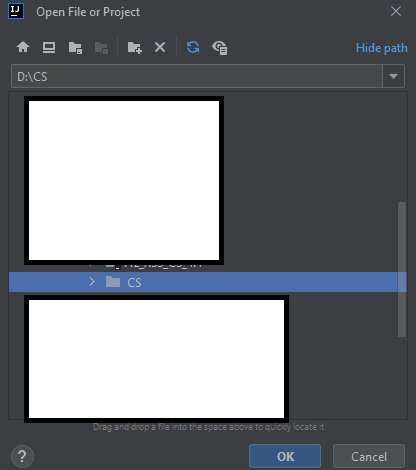 IJ Open File or Project
Hide path
D:\CS
CS
Drag and drop a file into the space above to quickly locate it
? OK Cancel